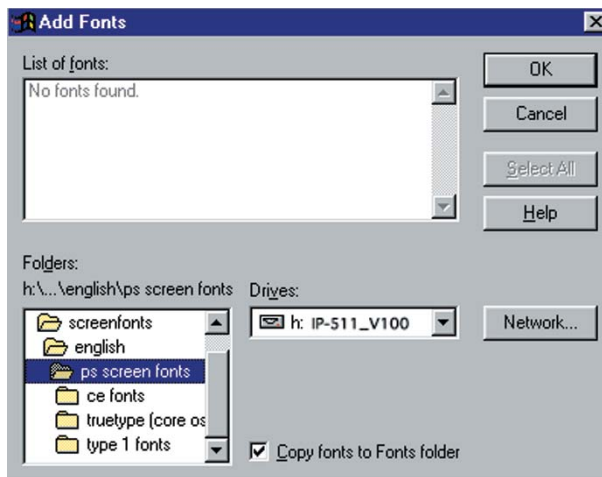 Add Fonts
List of fonts:
No fonts found.
OK
Cancel
Select All
Help
Folders:
h:\...\english\ps screen fonts
screenfonts
english
ps screen fonts
ce fonts
truetype (core os
type 1 fonts
Drives:
h: IP-511_V100
Network...
Copy fonts to Fonts folder